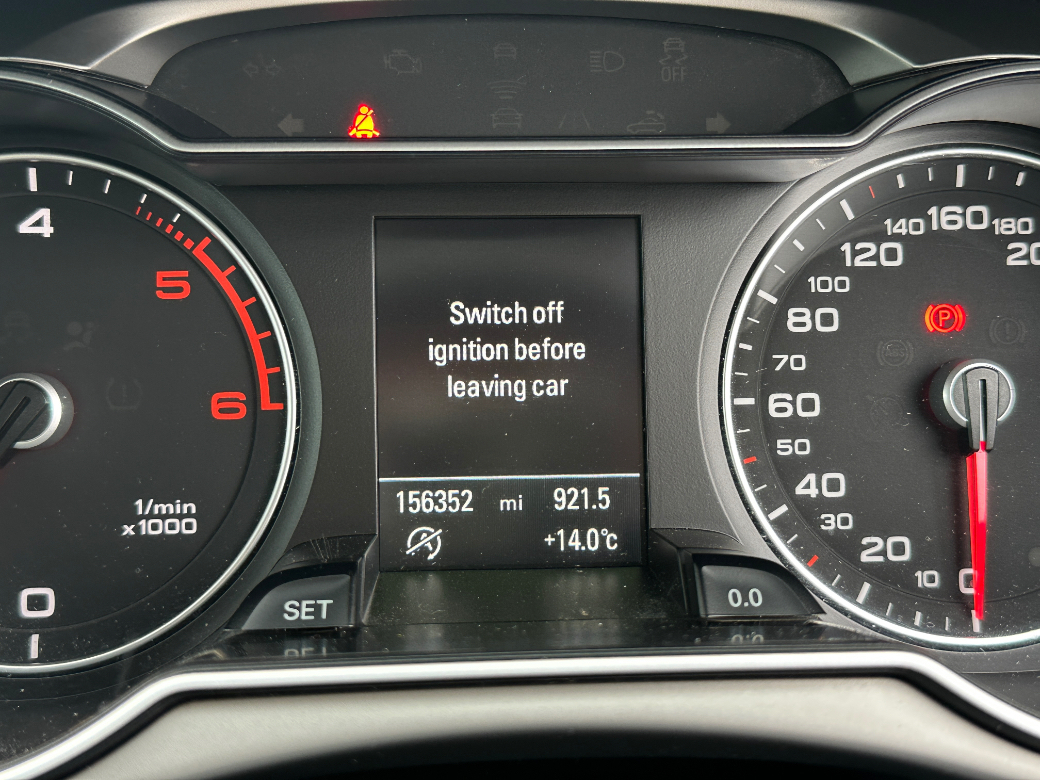 OFF
4
5
6
1/min
x1000
0
SET
Switch off
ignition before
leaving car
156352 mi 921.5
+14.0°C
0.0
0
10
20
30
40
50
60
70
80
100
120
140
160
180
P